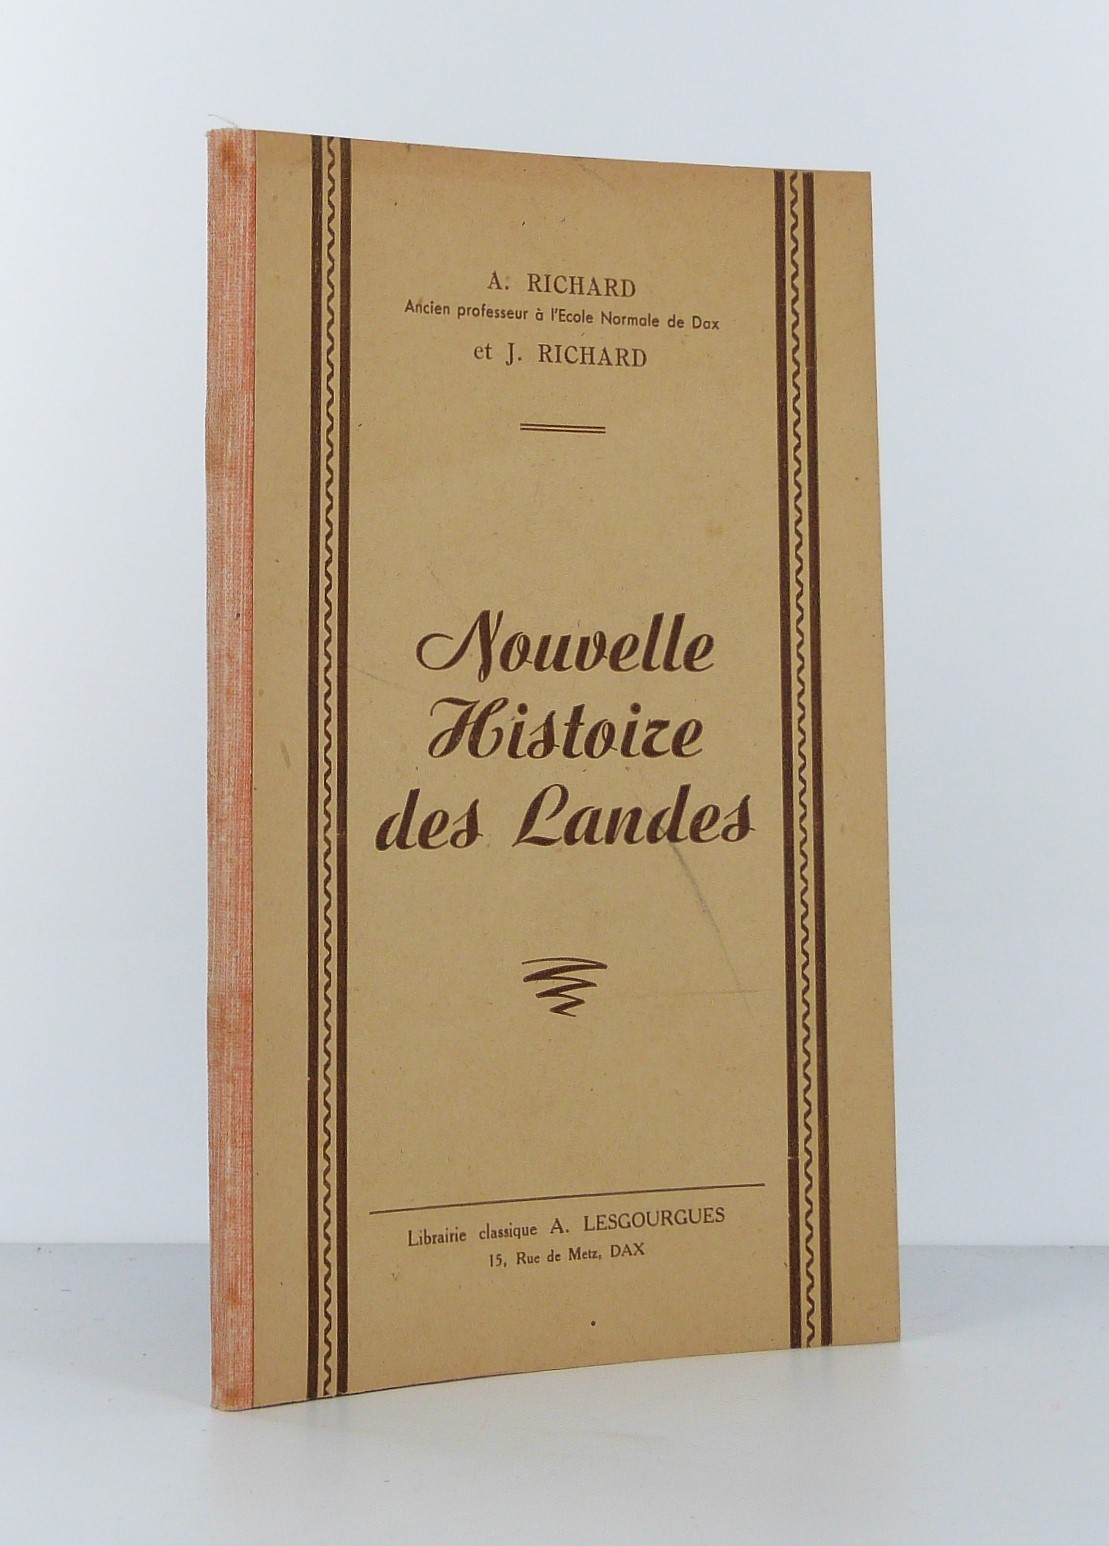 A. RICHARD
Ancien professeur à l'Ecole Normale de Dax
et J. RICHARD
Nouvelle
Histoire
des Landes
Librairie classique A. LESGOURGUES
15, Rue de Metz, DAX